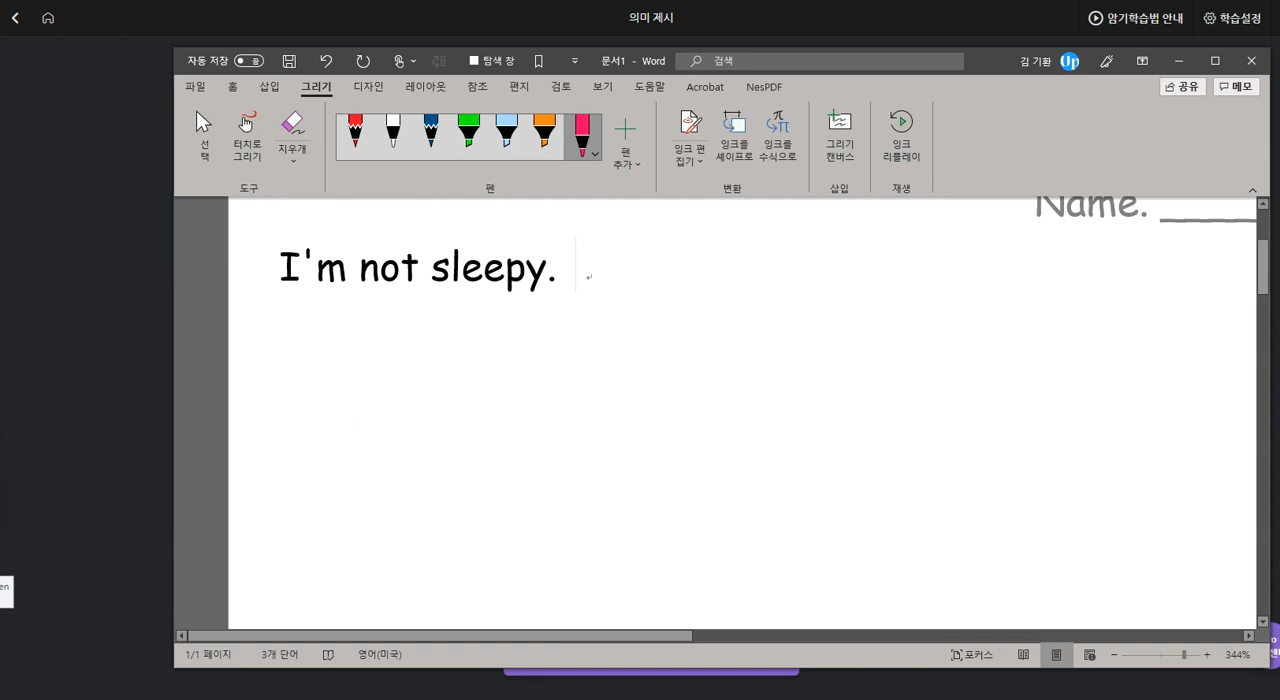 의미 제시
암기학습법 안내
학습설정
자동 저장
끔
탐색 창
문서1 - Word
검색
김 기환
Up
파일 홈 삽입 그리기 디자인 레이아웃 참조 편지 검토 보기 도움말 Acrobat NesPDF
공유
메모
선택
터치로 그리기
지우개
펜 추가
잉크 편집기
잉크를 셰이프로
잉크를 수식으로
그리기 캔버스
잉크 리플레이
도구
펜
변환
삽입
재생
Name. ______
I'm not sleepy.
en
1/1 페이지
3개 단어
영어(미국)
포커스
344%